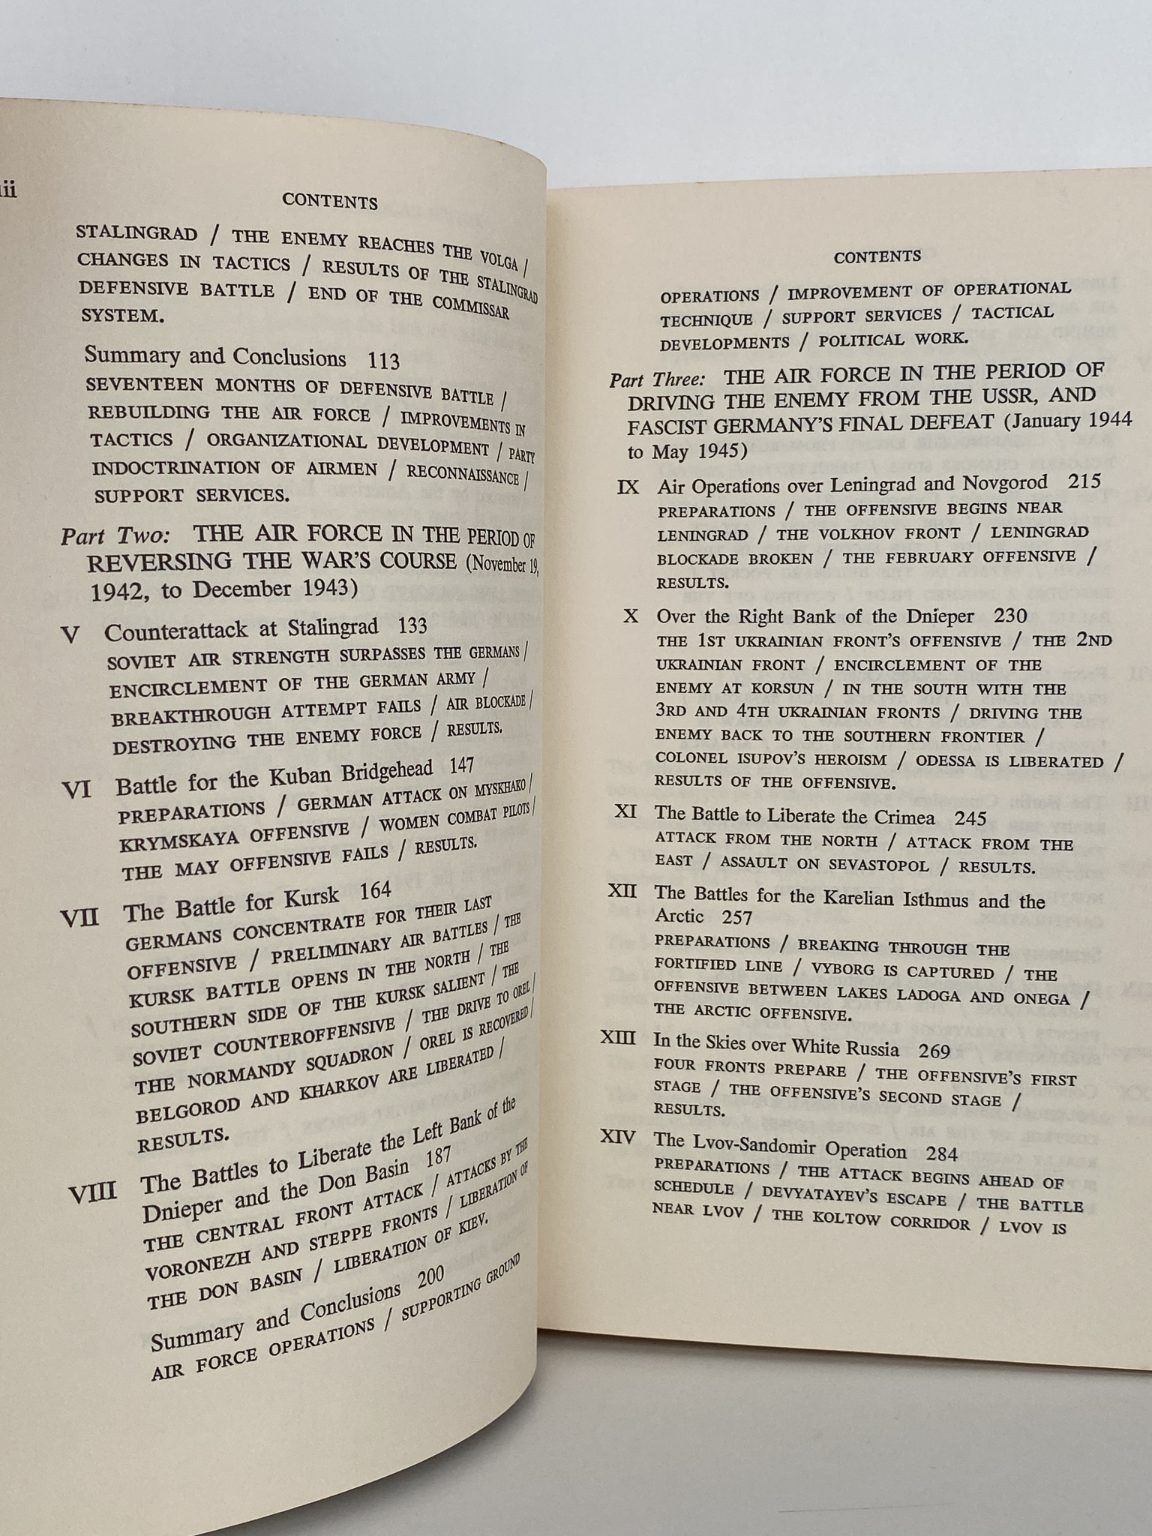 CONTENTS
STALINGRAD / THE ENEMY REACHES THE VOLGA /
CHANGES IN TACTICS / RESULTS OF THE STALINGRAD
DEFENSIVE BATTLE / END OF THE COMMISSAR
SYSTEM.
Summary and Conclusions 113
SEVENTEEN MONTHS OF DEFENSIVE BATTLE /
REBUILDING THE AIR FORCE / IMPROVEMENTS IN
TACTICS / ORGANIZATIONAL DEVELOPMENT / PARTY
INDOCTRINATION OF AIRMEN / RECONNAISSANCE /
SUPPORT SERVICES.
Part Two: THE AIR FORCE IN THE PERIOD OF
REVERSING THE WAR'S COURSE (November 19,
1942, to December 1943)
V Counterattack at Stalingrad 133
SOVIET AIR STRENGTH SURPASSES THE GERMANS /
ENCIRCLEMENT OF THE GERMAN ARMY /
BREAKTHROUGH ATTEMPT FAILS / AIR BLOCKADE /
DESTROYING THE ENEMY FORCE / RESULTS.
VI Battle for the Kuban Bridgehead 147
PREPARATIONS / GERMAN ATTACK ON MYSKHAKO /
KRYMSKAYA OFFENSIVE / WOMEN COMBAT PILOTS /
THE MAY OFFENSIVE FAILS / RESULTS.
VII The Battle for Kursk 164
GERMANS CONCENTRATE FOR THEIR LAST
OFFENSIVE / PRELIMINARY AIR BATTLES / THE
KURSK BATTLE OPENS IN THE NORTH / THE
SOUTHERN SIDE OF THE KURSK SALIENT / THE
SOVIET COUNTEROFFENSIVE / THE DRIVE TO OREL /
THE NORMANDY SQUADRON / OREL IS RECOVERED /
BELGOROD AND KHARKOV ARE LIBERATED /
RESULTS.
VIII The Battles to Liberate the Left Bank of the
Dnieper and the Don Basin 187
THE CENTRAL FRONT ATTACK / ATTACKS BY THE
VORONEZH AND STEPPE FRONTS / LIBERATION OF
THE DON BASIN / LIBERATION OF KIEV.
Summary and Conclusions 200
AIR FORCE OPERATIONS / SUPPORTING GROUND
CONTENTS
OPERATIONS / IMPROVEMENT OF OPERATIONAL
TECHNIQUE / SUPPORT SERVICES / TACTICAL
DEVELOPMENTS / POLITICAL WORK.
Part Three: THE AIR FORCE IN THE PERIOD OF
DRIVING THE ENEMY FROM THE USSR, AND
FASCIST GERMANY'S FINAL DEFEAT (January 1944
to May 1945)
IX Air Operations over Leningrad and Novgorod 215
PREPARATIONS / THE OFFENSIVE BEGINS NEAR
LENINGRAD / THE VOLKHOV FRONT / LENINGRAD
BLOCKADE BROKEN / THE FEBRUARY OFFENSIVE /
RESULTS.
X Over the Right Bank of the Dnieper 230
THE 1ST UKRAINIAN FRONT'S OFFENSIVE / THE 2ND
UKRAINIAN FRONT / ENCIRCLEMENT OF THE
ENEMY AT KORSUN / IN THE SOUTH WITH THE
3RD AND 4TH UKRAINIAN FRONTS / DRIVING THE
ENEMY BACK TO THE SOUTHERN FRONTIER /
COLONEL ISUPOV'S HEROISM / ODESSA IS LIBERATED /
RESULTS OF THE OFFENSIVE.
XI The Battle to Liberate the Crimea 245
ATTACK FROM THE NORTH / ATTACK FROM THE
EAST / ASSAULT ON SEVASTOPOL / RESULTS.
XII The Battles for the Karelian Isthmus and the
Arctic 257
PREPARATIONS / BREAKING THROUGH THE
FORTIFIED LINE / VYBORG IS CAPTURED / THE
OFFENSIVE BETWEEN LAKES LADOGA AND ONEGA /
THE ARCTIC OFFENSIVE.
XIII In the Skies over White Russia 269
FOUR FRONTS PREPARE / THE OFFENSIVE'S FIRST
STAGE / THE OFFENSIVE'S SECOND STAGE /
RESULTS.
XIV The Lvov-Sandomir Operation 284
PREPARATIONS / THE ATTACK BEGINS AHEAD OF
SCHEDULE / DEVYATAYEV'S ESCAPE / THE BATTLE
NEAR LVOV / THE KOLTOW CORRIDOR / LVOV IS